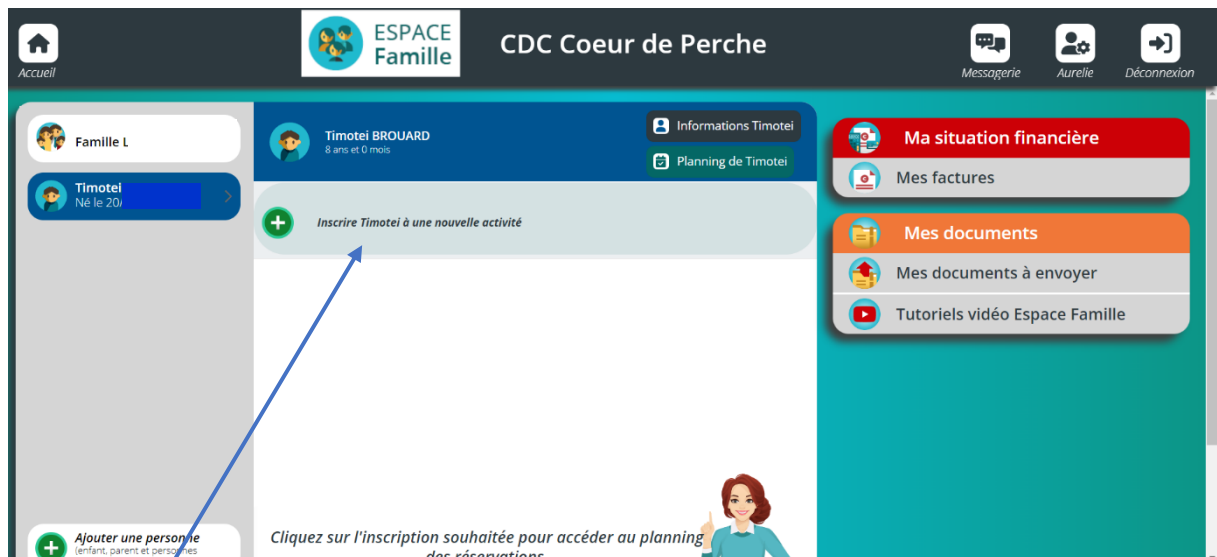 Accueil
ESPACE
Famille
CDC Coeur de Perche
Messagerie
Aurelie
Déconnexion
Famille L
Timotei
Né le 20/
Timotei BROUARD
8 ans et 0 mois
Informations Timotei
Planning de Timotei
Inscrire Timotei à une nouvelle activité
Ma situation financière
Mes factures
Mes documents
Mes documents à envoyer
Tutoriels vidéo Espace Famille
Ajouter une personne
(enfant, parent et personnes
Cliquez sur l'inscription souhaitée pour accéder au planning
des réservations